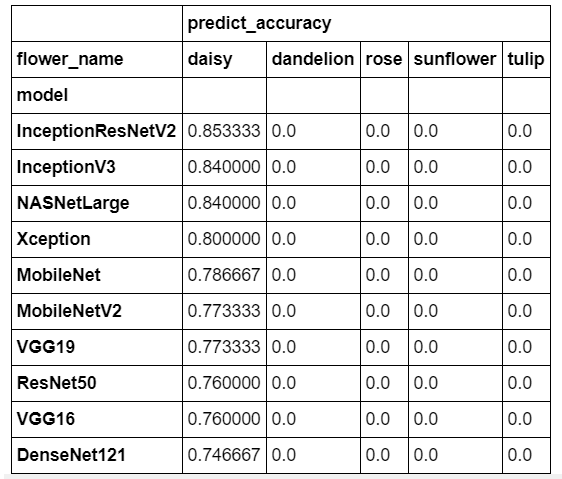 predict_accuracy
flower_name daisy dandelion rose sunflower tulip
model
InceptionResNetV2 0.853333 0.0 0.0 0.0 0.0
InceptionV3 0.840000 0.0 0.0 0.0 0.0
NASNetLarge 0.840000 0.0 0.0 0.0 0.0
Xception 0.800000 0.0 0.0 0.0 0.0
MobileNet 0.786667 0.0 0.0 0.0 0.0
MobileNetV2 0.773333 0.0 0.0 0.0 0.0
VGG19 0.773333 0.0 0.0 0.0 0.0
ResNet50 0.760000 0.0 0.0 0.0 0.0
VGG16 0.760000 0.0 0.0 0.0 0.0
DenseNet121 0.746667 0.0 0.0 0.0 0.0